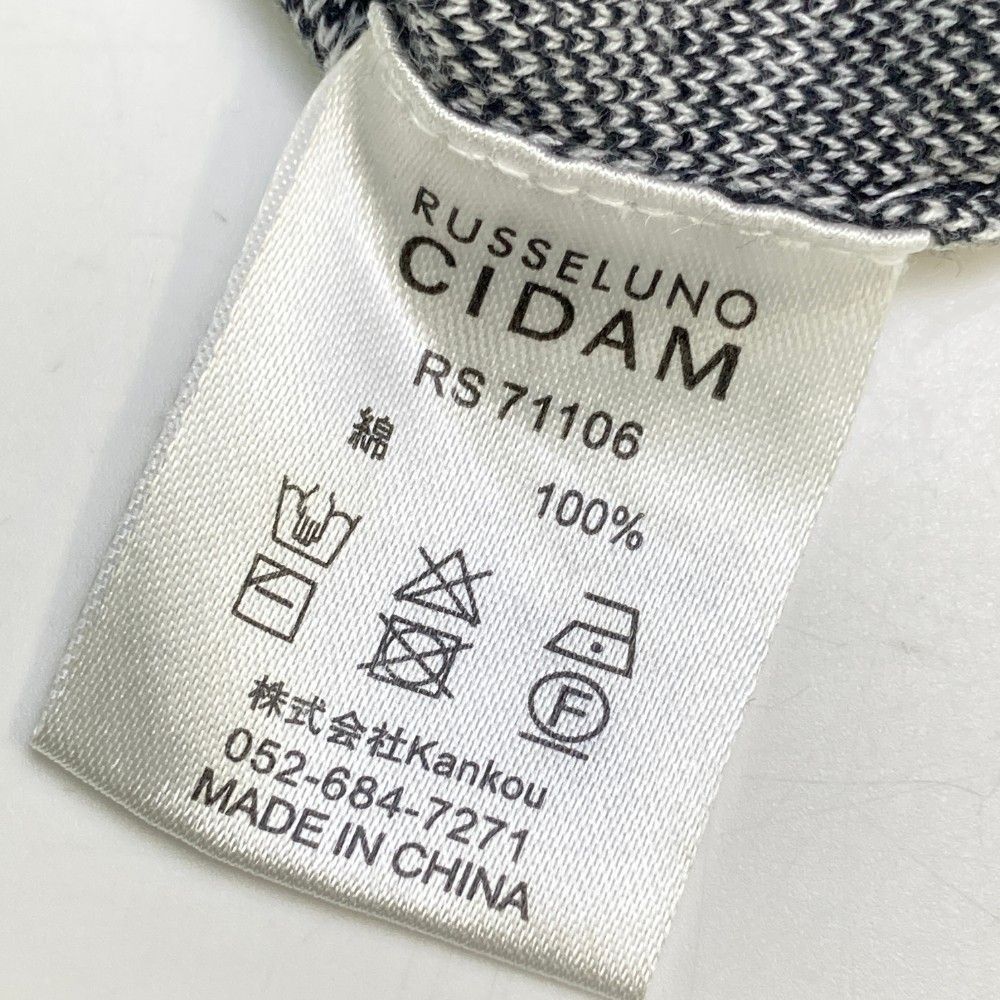 RUSSELUNO
CIDAM
RS 71106
綿 100%
F
株式会社Kankou
052-684-7271
MADE IN CHINA